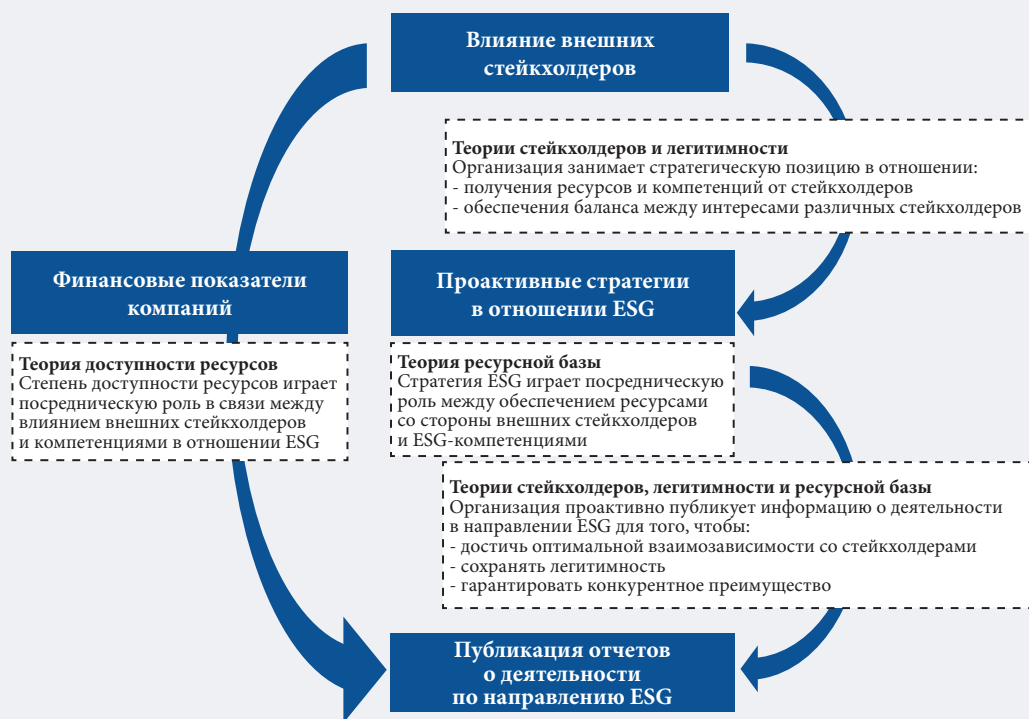 Влияние внешних
стейкхолдеров
Теории стейкхолдеров и легитимности
Организация занимает стратегическую позицию в отношении:
- получения ресурсов и компетенций от стейкхолдеров
- обеспечения баланса между интересами различных стейкхолдеров
Финансовые показатели
компаний
Проактивные стратегии
в отношении ESG
Теория доступности ресурсов
Степень доступности ресурсов играет
посредническую роль в связи между
влиянием внешних стейкхолдеров
и компетенциями в отношении ESG
Теория ресурсной базы
Стратегия ESG играет посредническую
роль между обеспечением ресурсами
со стороны внешних стейкхолдеров
и ESG-компетенциями
Теории стейкхолдеров, легитимности и ресурсной базы
Организация проактивно публикует информацию о деятельности
в направлении ESG для того, чтобы:
- достичь оптимальной взаимозависимости со стейкхолдерами
- сохранять легитимность
- гарантировать конкурентное преимущество
Публикация отчетов
о деятельности
по направлению ESG